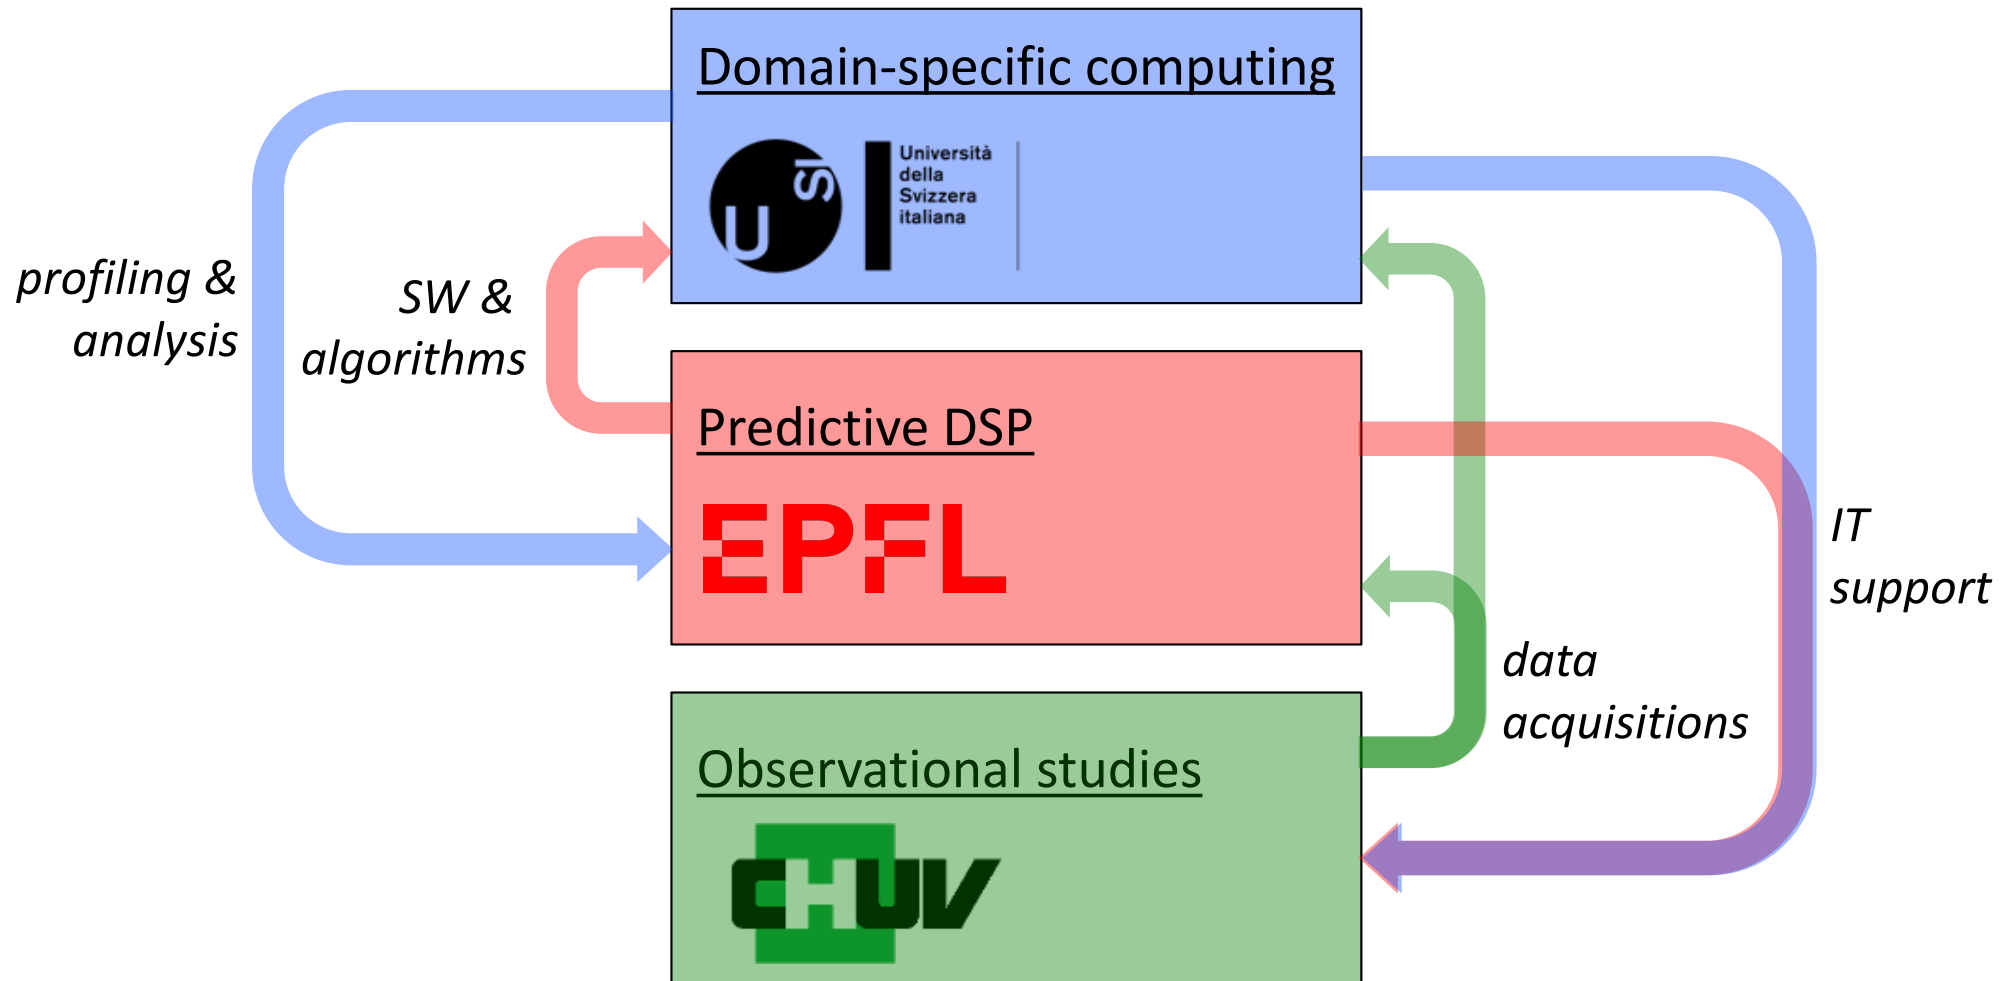 Domain-specific computing
USI
Università
della
Svizzera
italiana
profiling &
analysis
SW &
algorithms
Predictive DSP
EPFL
IT
support
data
acquisitions
Observational studies
CHUV